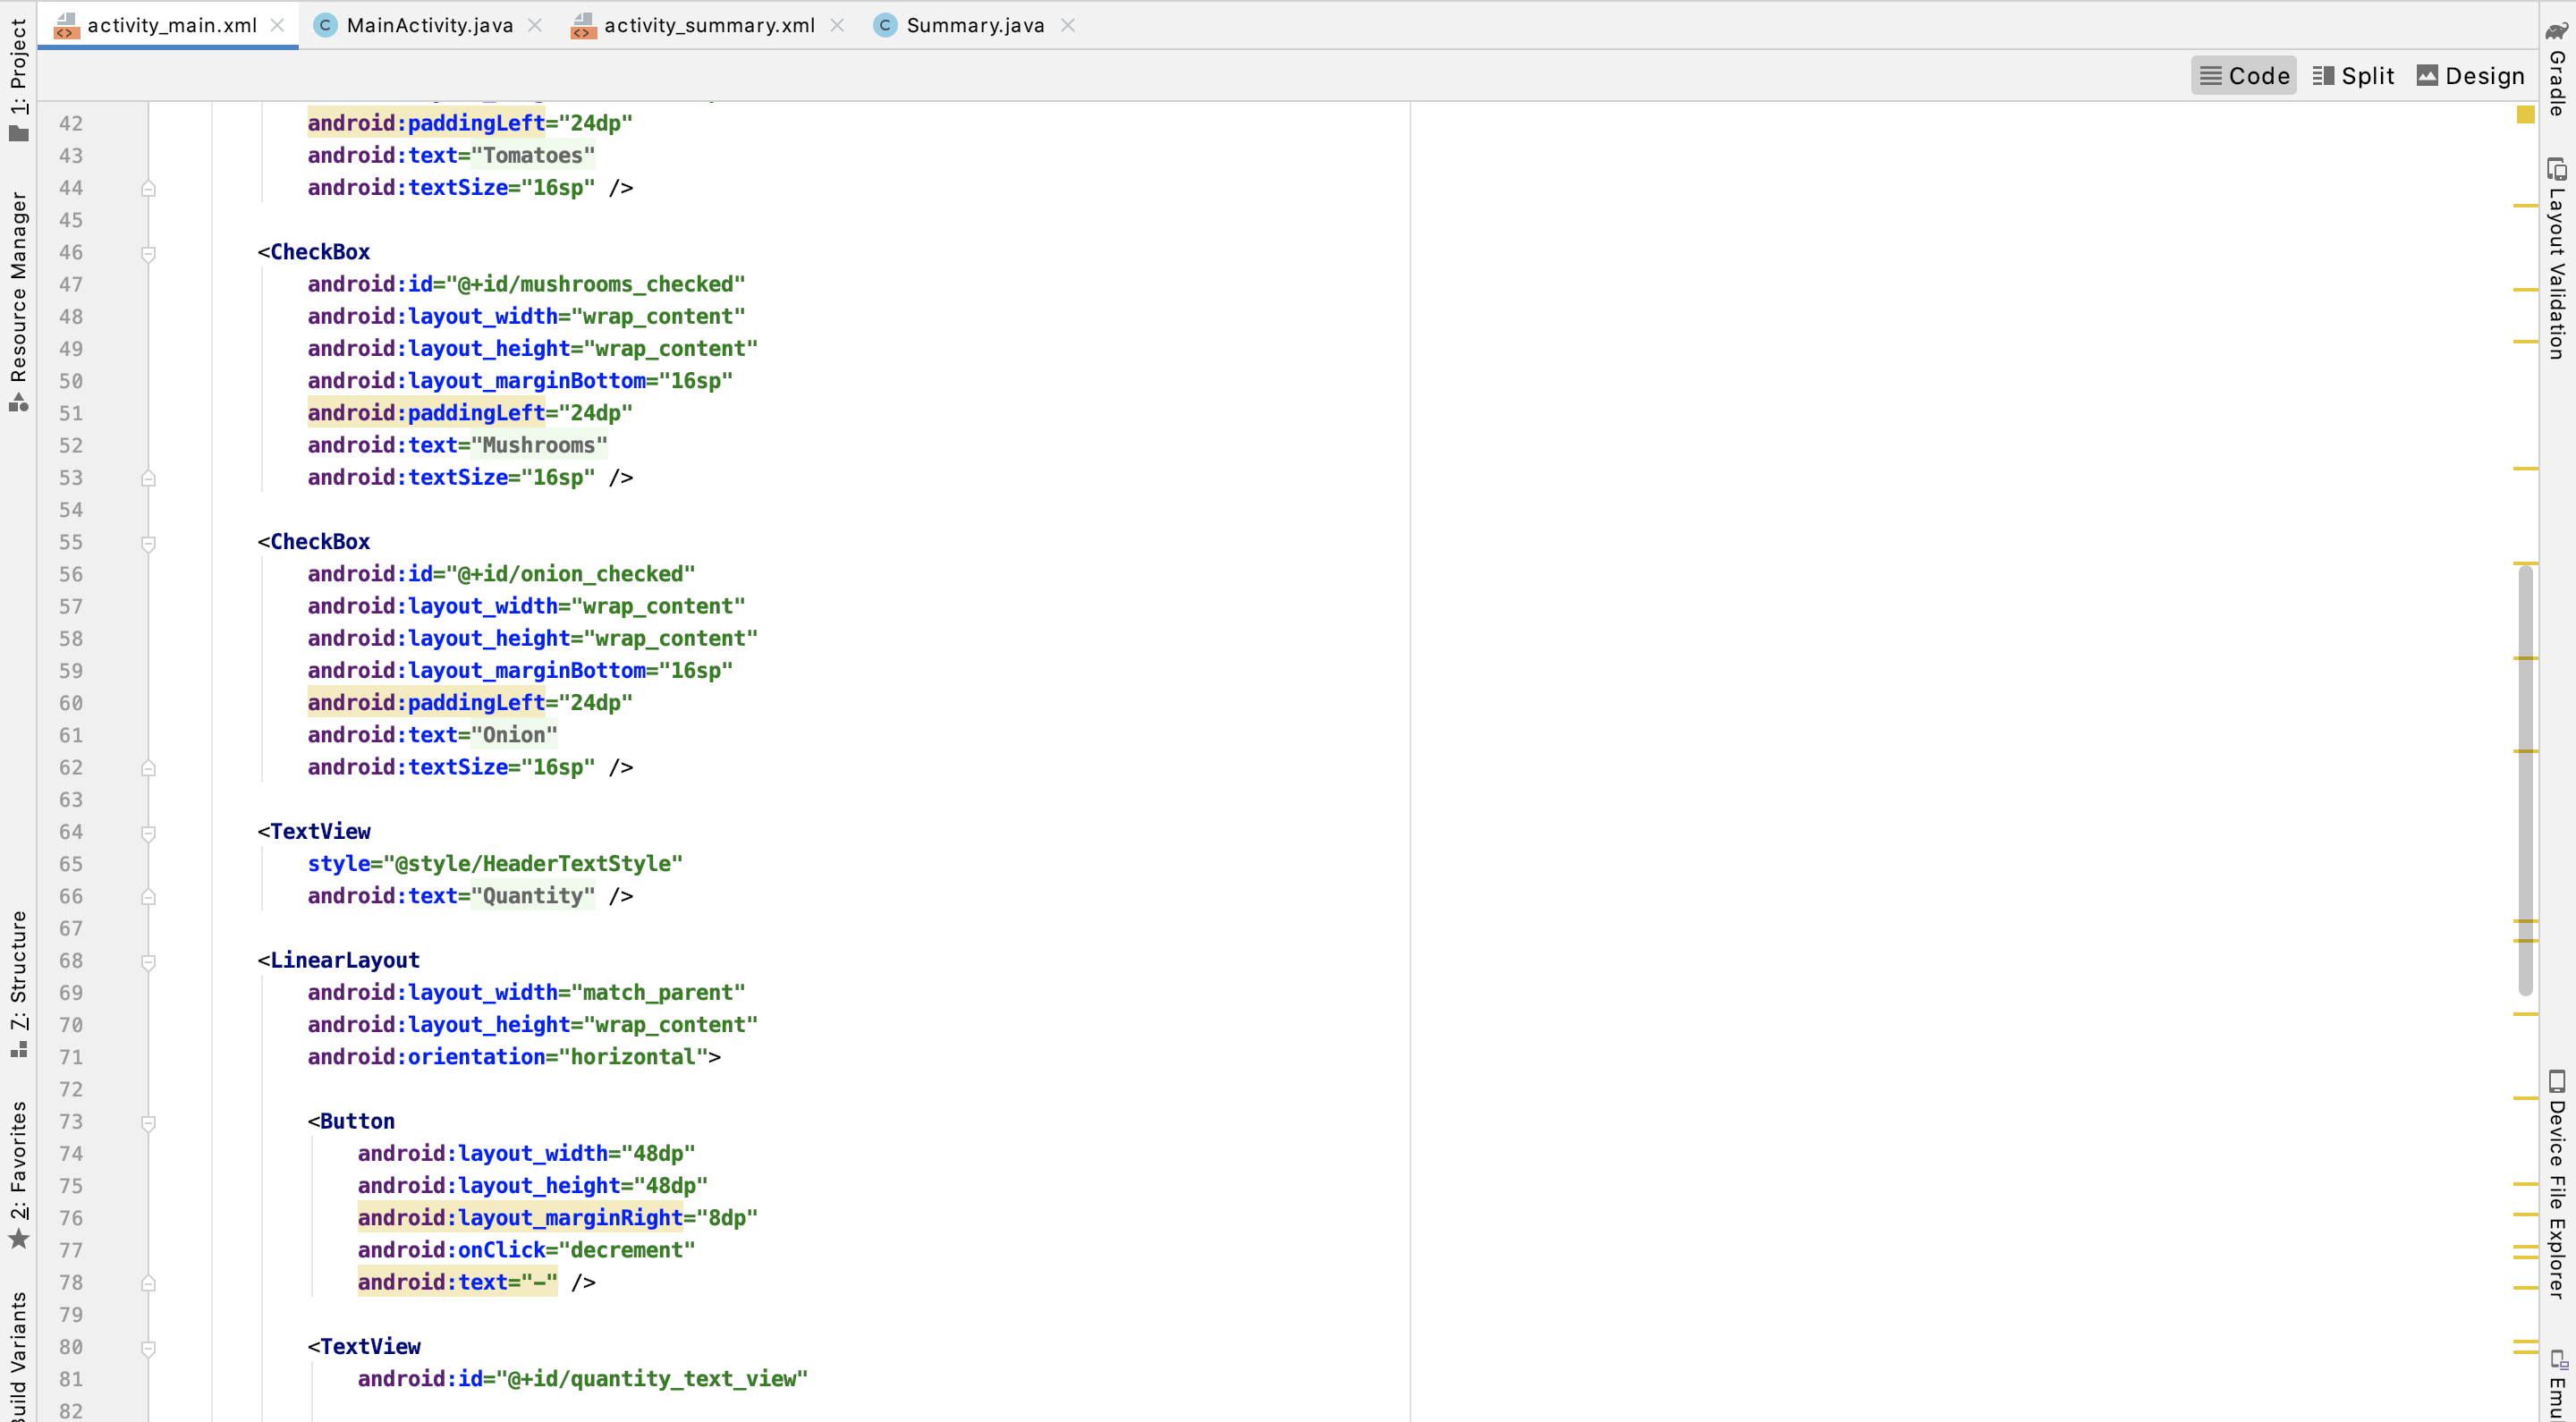 activity_main.xml
MainActivity.java
activity_summary.xml
Summary.java
Code
Split
Design
1: Project
Resource Manager
Z: Structure
2: Favorites
Build Variants
42 android:paddingLeft="24dp"
43 android:text="Tomatoes"
44 android:textSize="16sp" />
45
46 <CheckBox
47 android:id="@+id/mushrooms_checked"
48 android:layout_width="wrap_content"
49 android:layout_height="wrap_content"
50 android:layout_marginBottom="16sp"
51 android:paddingLeft="24dp"
52 android:text="Mushrooms"
53 android:textSize="16sp" />
54
55 <CheckBox
56 android:id="@+id/onion_checked"
57 android:layout_width="wrap_content"
58 android:layout_height="wrap_content"
59 android:layout_marginBottom="16sp"
60 android:paddingLeft="24dp"
61 android:text="Onion"
62 android:textSize="16sp" />
63
64 <TextView
65 style="@style/HeaderTextStyle"
66 android:text="Quantity" />
67
68 <LinearLayout
69 android:layout_width="match_parent"
70 android:layout_height="wrap_content"
71 android:orientation="horizontal">
72
73 <Button
74 android:layout_width="48dp"
75 android:layout_height="48dp"
76 android:layout_marginRight="8dp"
77 android:onClick="decrement"
78 android:text="-" />
79
80 <TextView
81 android:id="@+id/quantity_text_view"
82
Gradle
Layout Validation
Device File Explorer
Emu